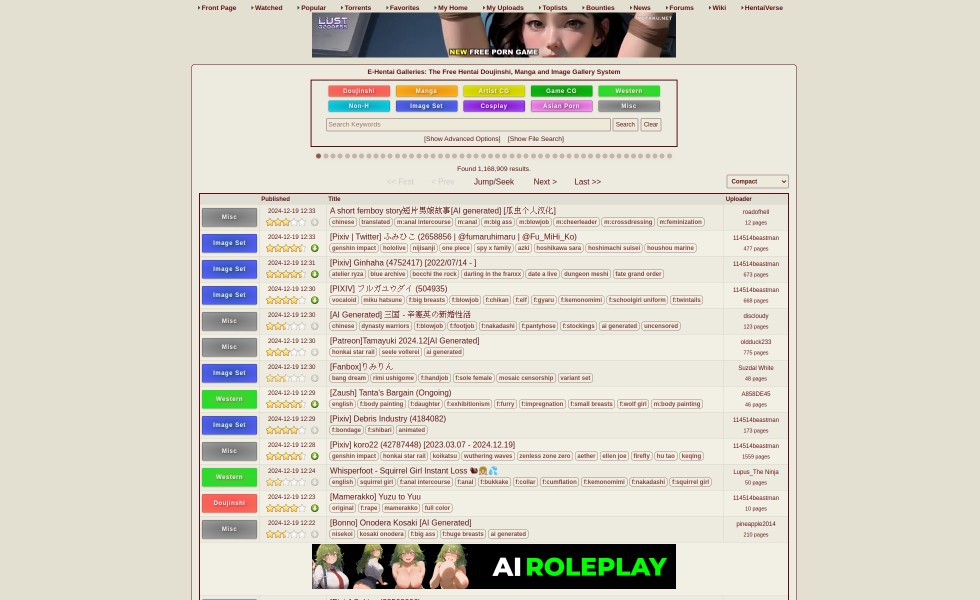 Front Page Watched Popular Torrents Favorites My Home My Uploads Toplists Bounties News Forums Wiki HentaiVerse
LUST
NEW FREE PORN GAME
E-Hentai Galleries: The Free Hentai Doujinshi, Manga and Image Gallery System
Doujinshi Manga Artist CG Game CG Western
Non-H Image Set Cosplay Asian Porn Misc
Search Keywords Search Clear
[Show Advanced Options] [Show File Search]
Found 1,168,909 results.
<< First < Prev Jump/Seek Next > Last >> Compact
Published Title Uploader
Misc 2024-12-19 12:33 A short femboy story短片男娘故事[AI generated] [瓜虫个人汉化] roadofhell
chinese translated m:anal intercourse m:anal m:big ass m:blowjob m:cheerleader m:crossdressing m:feminization 12 pages
Image Set 2024-12-19 12:33 [Pixiv | Twitter] ふみひこ (2658856 | @fumaruhimaru | @Fu_MiHi_Ko) 114514beastman
genshin impact hololive nijisanji one piece spy x family azki hoshikawa sara hoshimachi suisei houshou marine 477 pages
Image Set 2024-12-19 12:31 [Pixiv] Ginhaha (4752417) [2022/07/14 - ] 114514beastman
atelier ryza blue archive bocchi the rock darling in the franxx date a live dungeon meshi fate grand order 673 pages
Image Set 2024-12-19 12:30 [PIXIV] フルカユウダイ (504935) 114514beastman
vocaloid miku hatsune f:big breasts f:blowjob f:chikan f:elf f:gyaru f:kemonomimi f:schoolgirl uniform f:twintails 668 pages
Misc 2024-12-19 12:30 [AI Generated] 三国 - 辛憲英の新婚性活 discloudy
chinese dynasty warriors f:blowjob f:footjob f:nakadashi f:pantyhose f:stockings ai generated uncensored 123 pages
Misc 2024-12-19 12:30 [Patreon]Tamayuki 2024.12[AI Generated] oldduck233
honkai star rail seele vollerei ai generated 775 pages
Image Set 2024-12-19 12:30 [Fanbox]りみりん Suzdal White
bang dream rimi ushigome f:handjob f:sole female mosaic censorship variant set 48 pages
Western 2024-12-19 12:29 [Zaush] Tanta's Bargain (Ongoing) A858DE45
english f:body painting f:daughter f:exhibitionism f:furry f:impregnation f:small breasts f:wolf girl m:body painting 46 pages
Image Set 2024-12-19 12:29 [Pixiv] Debris Industry (4184082) 114514beastman
f:bondage f:shibari animated 173 pages
Misc 2024-12-19 12:28 [Pixiv] koro22 (42787448) [2023.03.07 - 2024.12.19] 114514beastman
genshin impact honkai star rail koikatsu wuthering waves zenless zone zero aether ellen joe firefly hu tao keqing 1559 pages
Western 2024-12-19 12:24 Whisperfoot - Squirrel Girl Instant Loss 🐿️👧💦 Lupus_The Ninja
english squirrel girl f:anal intercourse f:anal f:bukkake f:collar f:cumflation f:kemonomimi f:nakadashi f:squirrel girl 50 pages
Doujinshi 2024-12-19 12:23 [Mamerakko] Yuzu to Yuu 114514beastman
original f:rape mamerakko full color 10 pages
Misc 2024-12-19 12:22 [Bonno] Onodera Kosaki [AI Generated] pineapple2014
nisekoi kosaki onodera f:big ass f:huge breasts ai generated 210 pages
AI ROLEPLAY